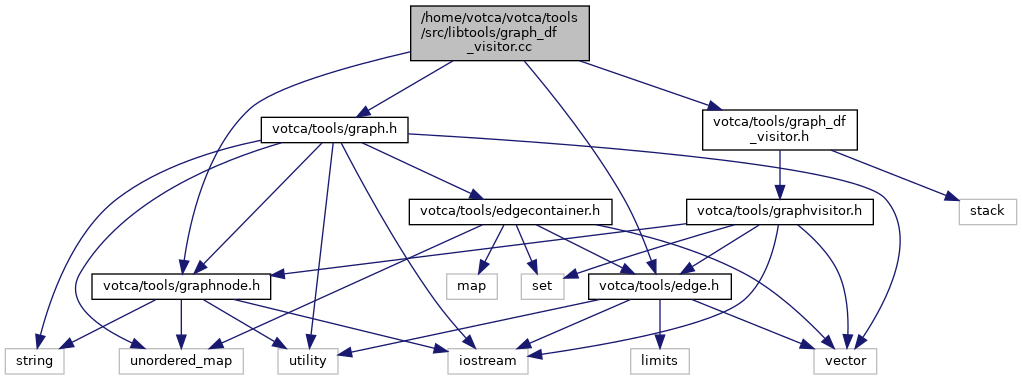 /home/votca/votca/tools
/src/libtools/graph_df
_visitor.cc
votca/tools/graph.h
votca/tools/graph_df
_visitor.h
votca/tools/edgecontainer.h
votca/tools/graphvisitor.h
stack
votca/tools/graphnode.h
map
set
votca/tools/edge.h
string
unordered_map
utility
iostream
limits
vector